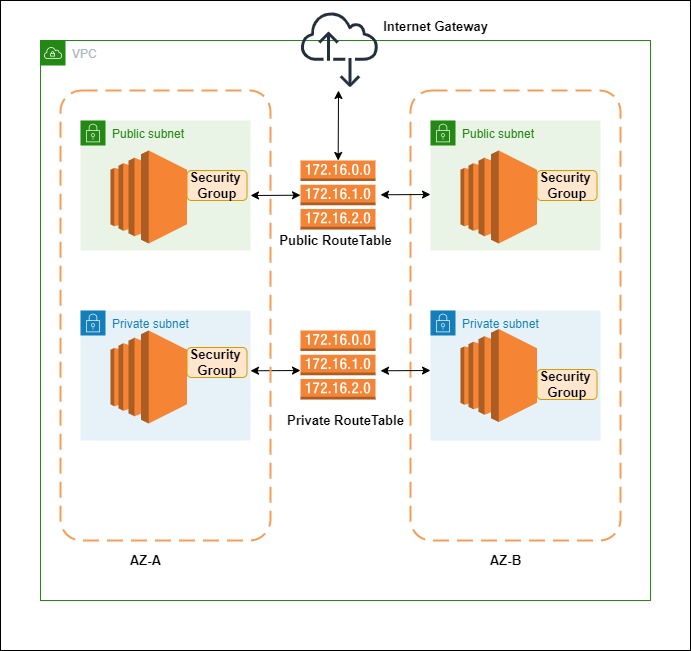 Internet Gateway
VPC
Public subnet
Security
Group
172.16.0.0
172.16.1.0
172.16.2.0
Public RouteTable
Public subnet
Security
Group
Private subnet
Security
Group
172.16.0.0
172.16.1.0
172.16.2.0
Private RouteTable
Private subnet
Security
Group
AZ-A
AZ-B